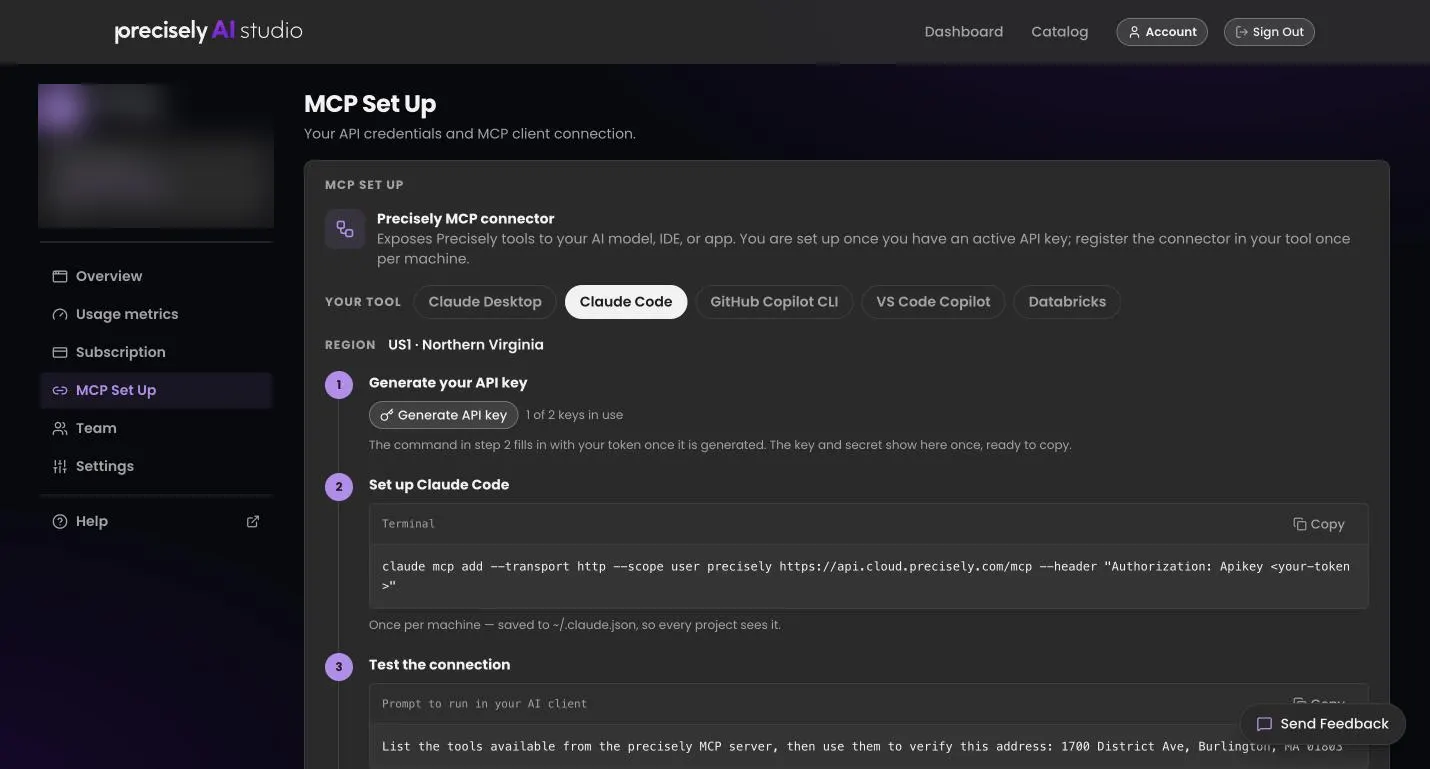 precisely AI studio
Dashboard
Catalog
Account
Sign Out
Overview
Usage metrics
Subscription
MCP Set Up
Team
Settings
Help
MCP Set Up
Your API credentials and MCP client connection.
MCP SET UP
Precisely MCP connector
Exposes Precisely tools to your AI model, IDE, or app. You are set up once you have an active API key; register the connector in your tool once
per machine.
YOUR TOOL
Claude Desktop
Claude Code
GitHub Copilot CLI
VS Code Copilot
Databricks
REGION US1 · Northern Virginia
1
Generate your API key
Generate API key
1 of 2 keys in use
The command in step 2 fills in with your token once it is generated. The key and secret show here once, ready to copy.
2
Set up Claude Code
Terminal
Copy
claude mcp add --transport http --scope user precisely https://api.cloud.precisely.com/mcp --header "Authorization: Apikey <your-token
>"
Once per machine — saved to ~/.claude.json, so every project sees it.
3
Test the connection
Prompt to run in your AI client
Copy
List the tools available from the precisely MCP server, then use them to verify this address: 1700 District Ave, Burlington, MA 01803
Send Feedback